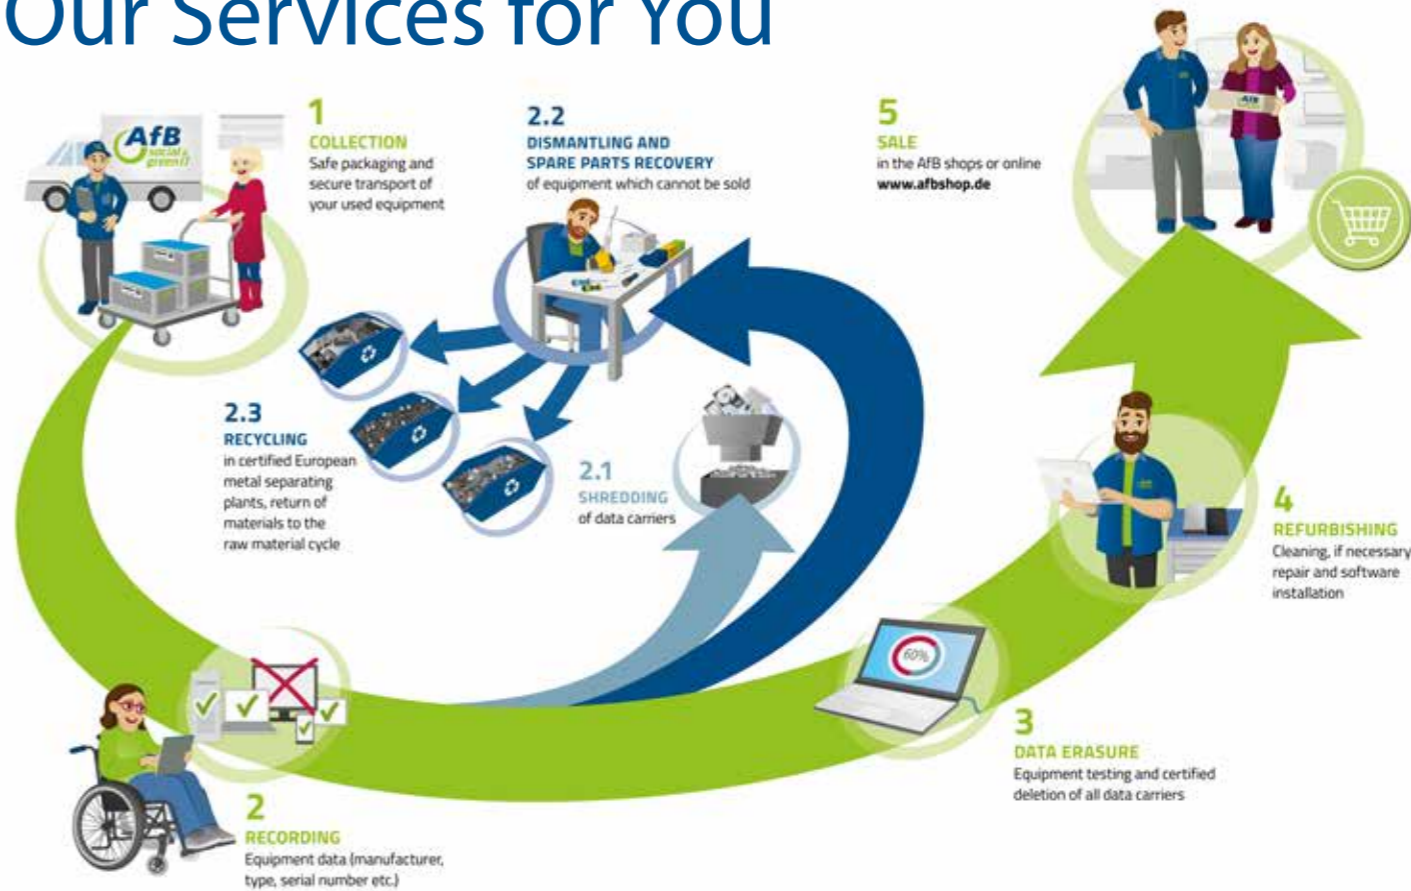 Our Services for You
AfB
social &
green IT
1
COLLECTION
Safe packaging and
secure transport of
your used equipment
2.2
DISMANTLING AND
SPARE PARTS RECOVERY
of equipment which cannot be sold
5
SALE
in the AfB shops or online
www.afbshop.de
AfB
2.3
RECYCLING
in certified European
metal separating
plants, return of
materials to the
raw material cycle
2.1
SHREDDING
of data carriers
4
REFURBISHING
Cleaning, if necessary
repair and software
installation
60%
3
DATA ERASURE
Equipment testing and certified
deletion of all data carriers
2
RECORDING
Equipment data (manufacturer,
type, serial number etc.)